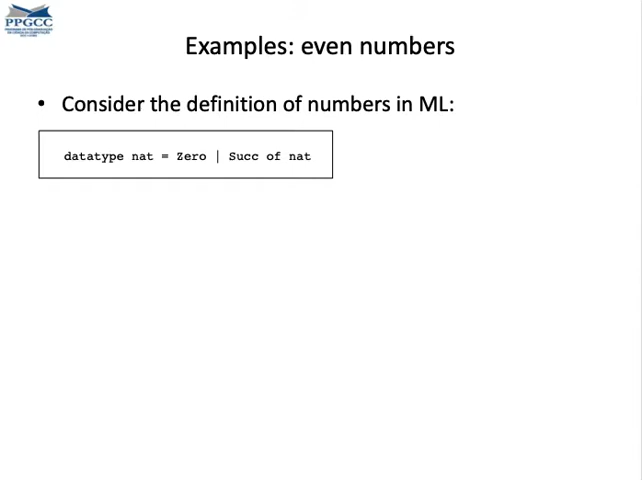 PPGCC
Examples: even numbers
• Consider the definition of numbers in ML:
datatype nat = Zero | Succ of nat